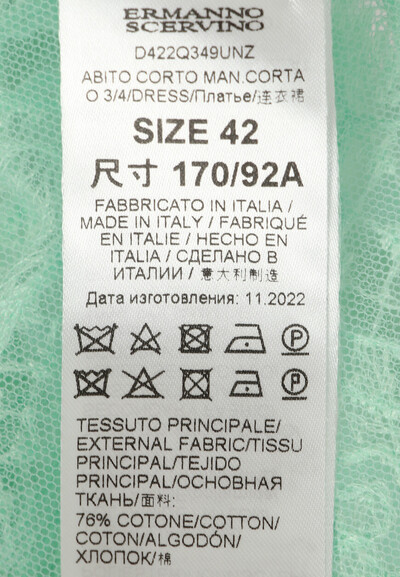 ERMANNO
SCERVINO
D422Q349UNZ
ABITO CORTO MAN.CORTA
O 3/4/DRESS/Платье/连衣裙
SIZE 42
尺寸 170/92A
FABBRICATO IN ITALIA /
MADE IN ITALY / FABRIQUÉ
EN ITALIE / HECHO EN
ITALIA / СДЕЛАНО В
ИТАЛИИ / 意大利制造
Дата изготовления: 11.2022
P
P
TESSUTO PRINCIPALE/
EXTERNAL FABRIC/TISSU
PRINCIPAL/TEJIDO
PRINCIPAL/ОСНОВНАЯ
ТКАНЬ/面料:
76% COTONE/COTTON/
COTON/ALGODÓN/
ХЛОПОК/棉